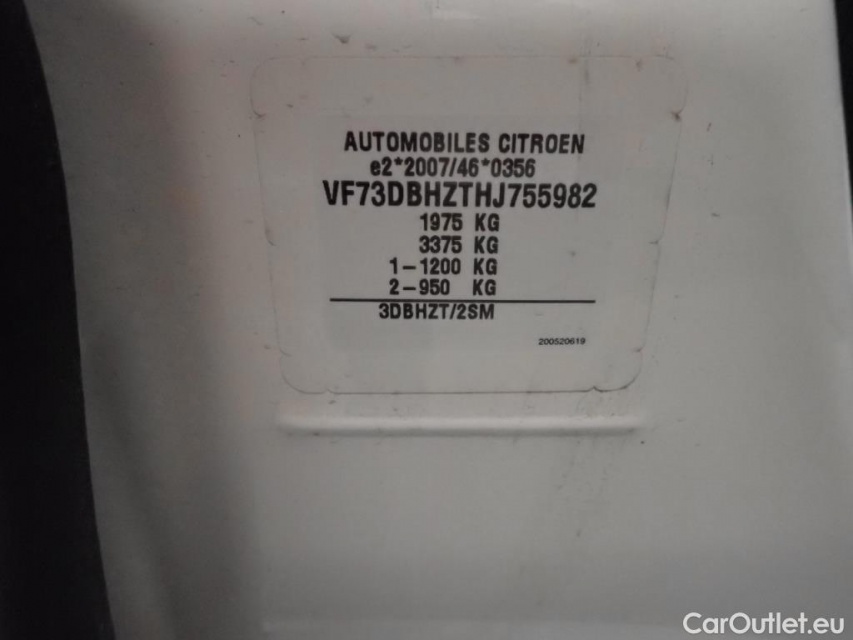 AUTOMOBILES CITROEN
e2*2007/46*0356
VF73DBHZTHJ755982
1975 KG
3375 KG
1-1200 KG
2-950 KG
3DBHZT/2SM
200520619
CarOutlet.eu